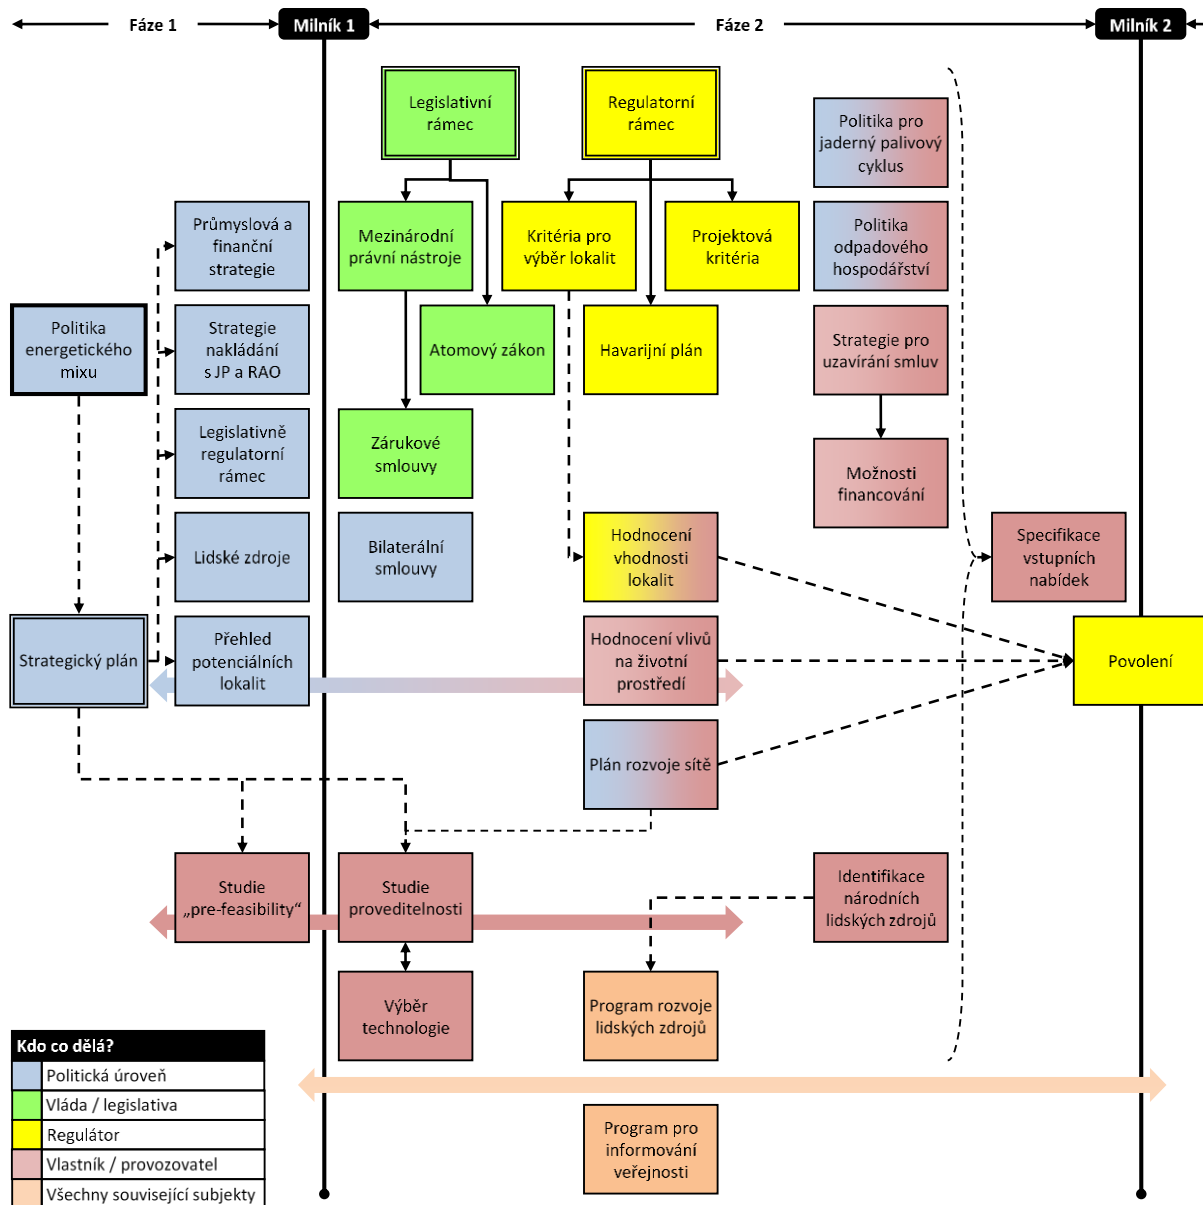 Fáze 1
Milník 1
Fáze 2
Milník 2
Legislativní
rámec
Regulatorní
rámec
Politika pro
jaderný palivový
cyklus
Průmyslová a
finanční
strategie
Mezinárodní
právní nástroje
Kritéria pro
výběr lokalit
Projektová
kritéria
Politika
odpadového
hospodářství
Politika
energetického
mixu
Strategie
nakládání
s JP a RAO
Atomový zákon
Havarijní plán
Strategie pro
uzavírání smluv
Legislativně
regulatorní
rámec
Zárukové
smlouvy
Možnosti
financování
Lidské zdroje
Bilaterální
smlouvy
Hodnocení
vhodnosti
lokalit
Specifikace
vstupních
nabídek
Strategický plán
Přehled
potenciálních
lokalit
Hodnocení vlivů
na životní
prostředí
Povolení
Plán rozvoje sítě
Studie
„pre-feasibility“
Studie
proveditelnosti
Identifikace
národních
lidských zdrojů
Výběr
technologie
Program rozvoje
lidských zdrojů
Kdo co dělá?
Politická úroveň
Vláda / legislativa
Regulátor
Vlastník / provozovatel
Všechny související subjekty
Program pro
informování
veřejnosti